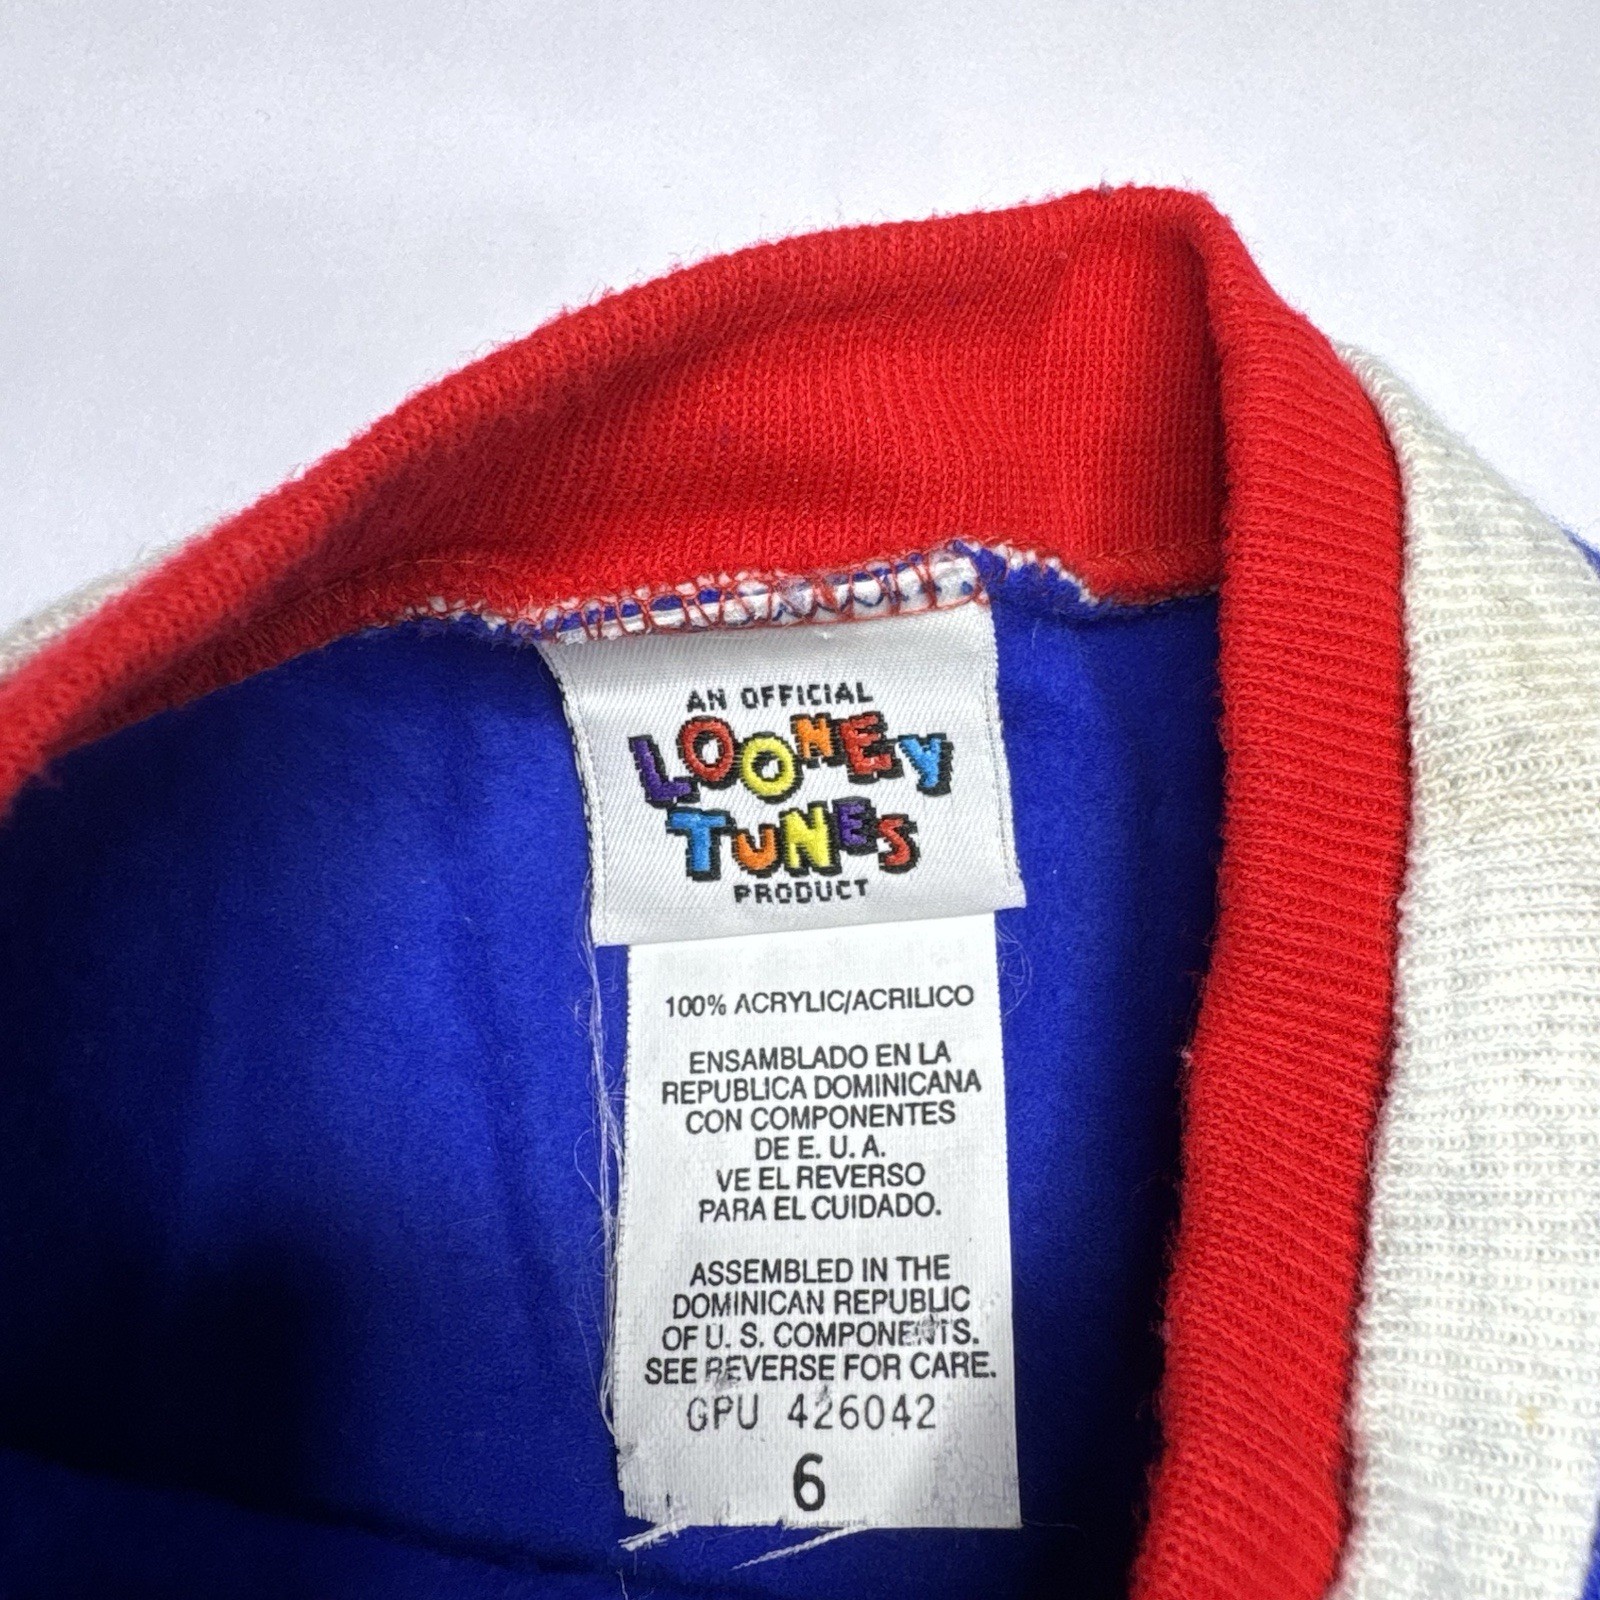 AN OFFICIAL
LOONEY
TUNES
PRODUCT
100% ACRYLIC/ACRILICO
ENSAMBLADO EN LA
REPUBLICA DOMINICANA
CON COMPONENTES
DE E. U. A.
VE EL REVERSO
PARA EL CUIDADO.
ASSEMBLED IN THE
DOMINICAN REPUBLIC
OF U. S. COMPONENTS.
SEE REVERSE FOR CARE.
GPU 426042
6